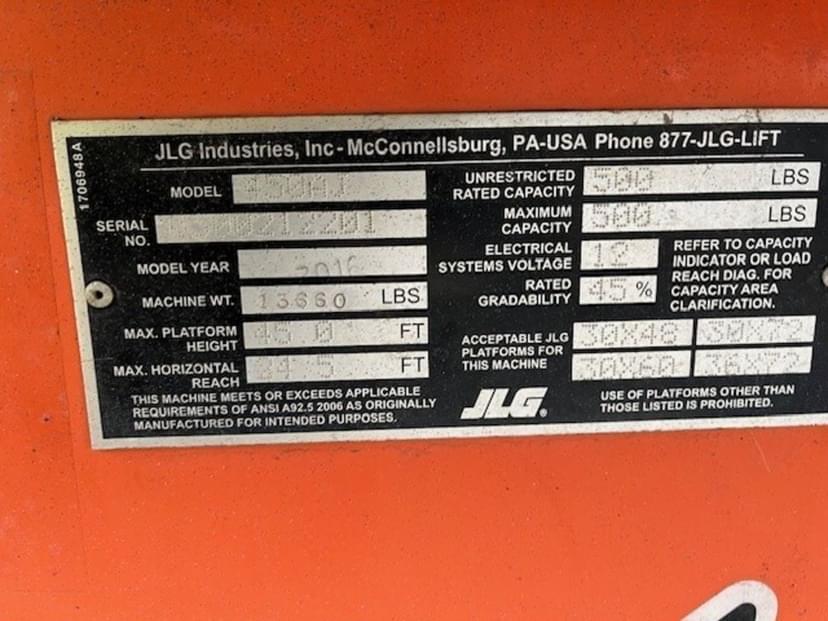 1706948A
JLG Industries, Inc - McConnellsburg, PA-USA Phone 877-JLG-LIFT
MODEL 450AJ
SERIAL NO.
MODEL YEAR 2016
MACHINE WT. 13660 LBS
MAX. PLATFORM HEIGHT 45.0 FT
MAX. HORIZONTAL REACH FT
THIS MACHINE MEETS OR EXCEEDS APPLICABLE
REQUIREMENTS OF ANSI A92.5 2006 AS ORIGINALLY
MANUFACTURED FOR INTENDED PURPOSES.
UNRESTRICTED RATED CAPACITY 500 LBS
MAXIMUM CAPACITY 500 LBS
ELECTRICAL SYSTEMS VOLTAGE 12
RATED GRADABILITY 45 %
REFER TO CAPACITY
INDICATOR OR LOAD
REACH DIAG. FOR
CAPACITY AREA
CLARIFICATION.
ACCEPTABLE JLG
PLATFORMS FOR
THIS MACHINE
30X48 30X72
30X60 36X72
JLG®
USE OF PLATFORMS OTHER THAN
THOSE LISTED IS PROHIBITED.